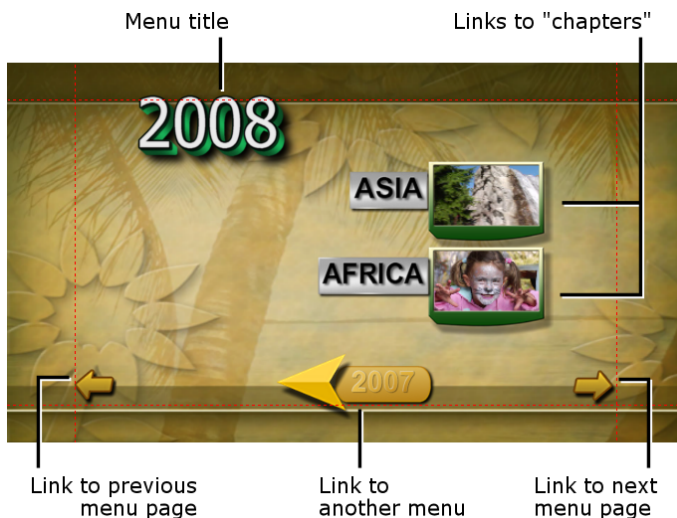 Menu title
Links to "chapters"
2008
ASIA
AFRICA
2007
Link to previous
menu page
Link to
another menu
Link to next
menu page